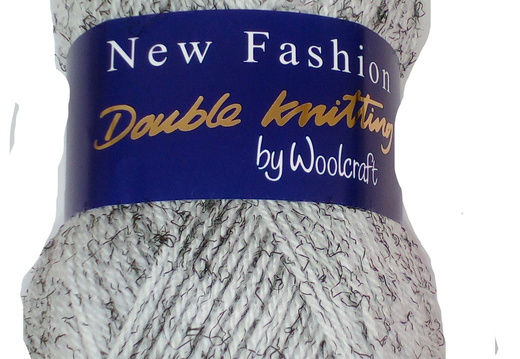 New Fashion
Double knitting
by Woolcraft